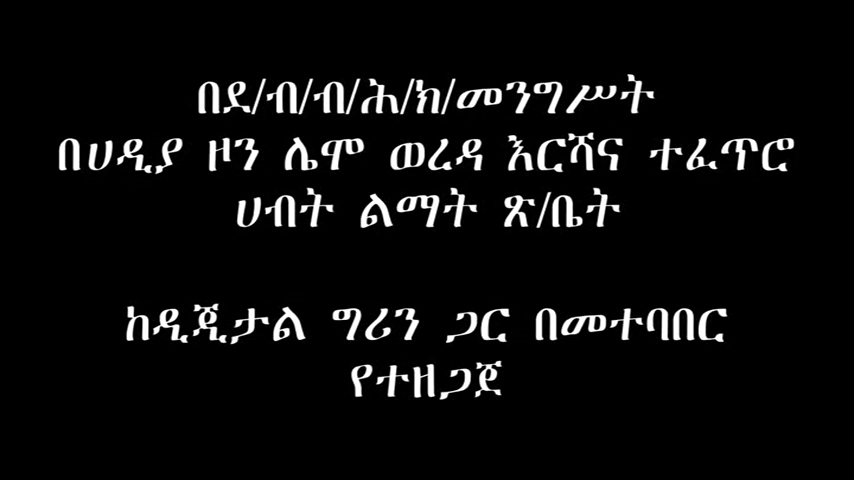 በደ/ብ/ብ/ሕ/ክ/መንግሥት
በሀዲያ ዞን ሌሞ ወረዳ እርሻና ተፈጥሮ
ሀብት ልማት ጽ/ቤት
ከዲጂታል ግሪን ጋር በመተባበር
የተዘጋጀ